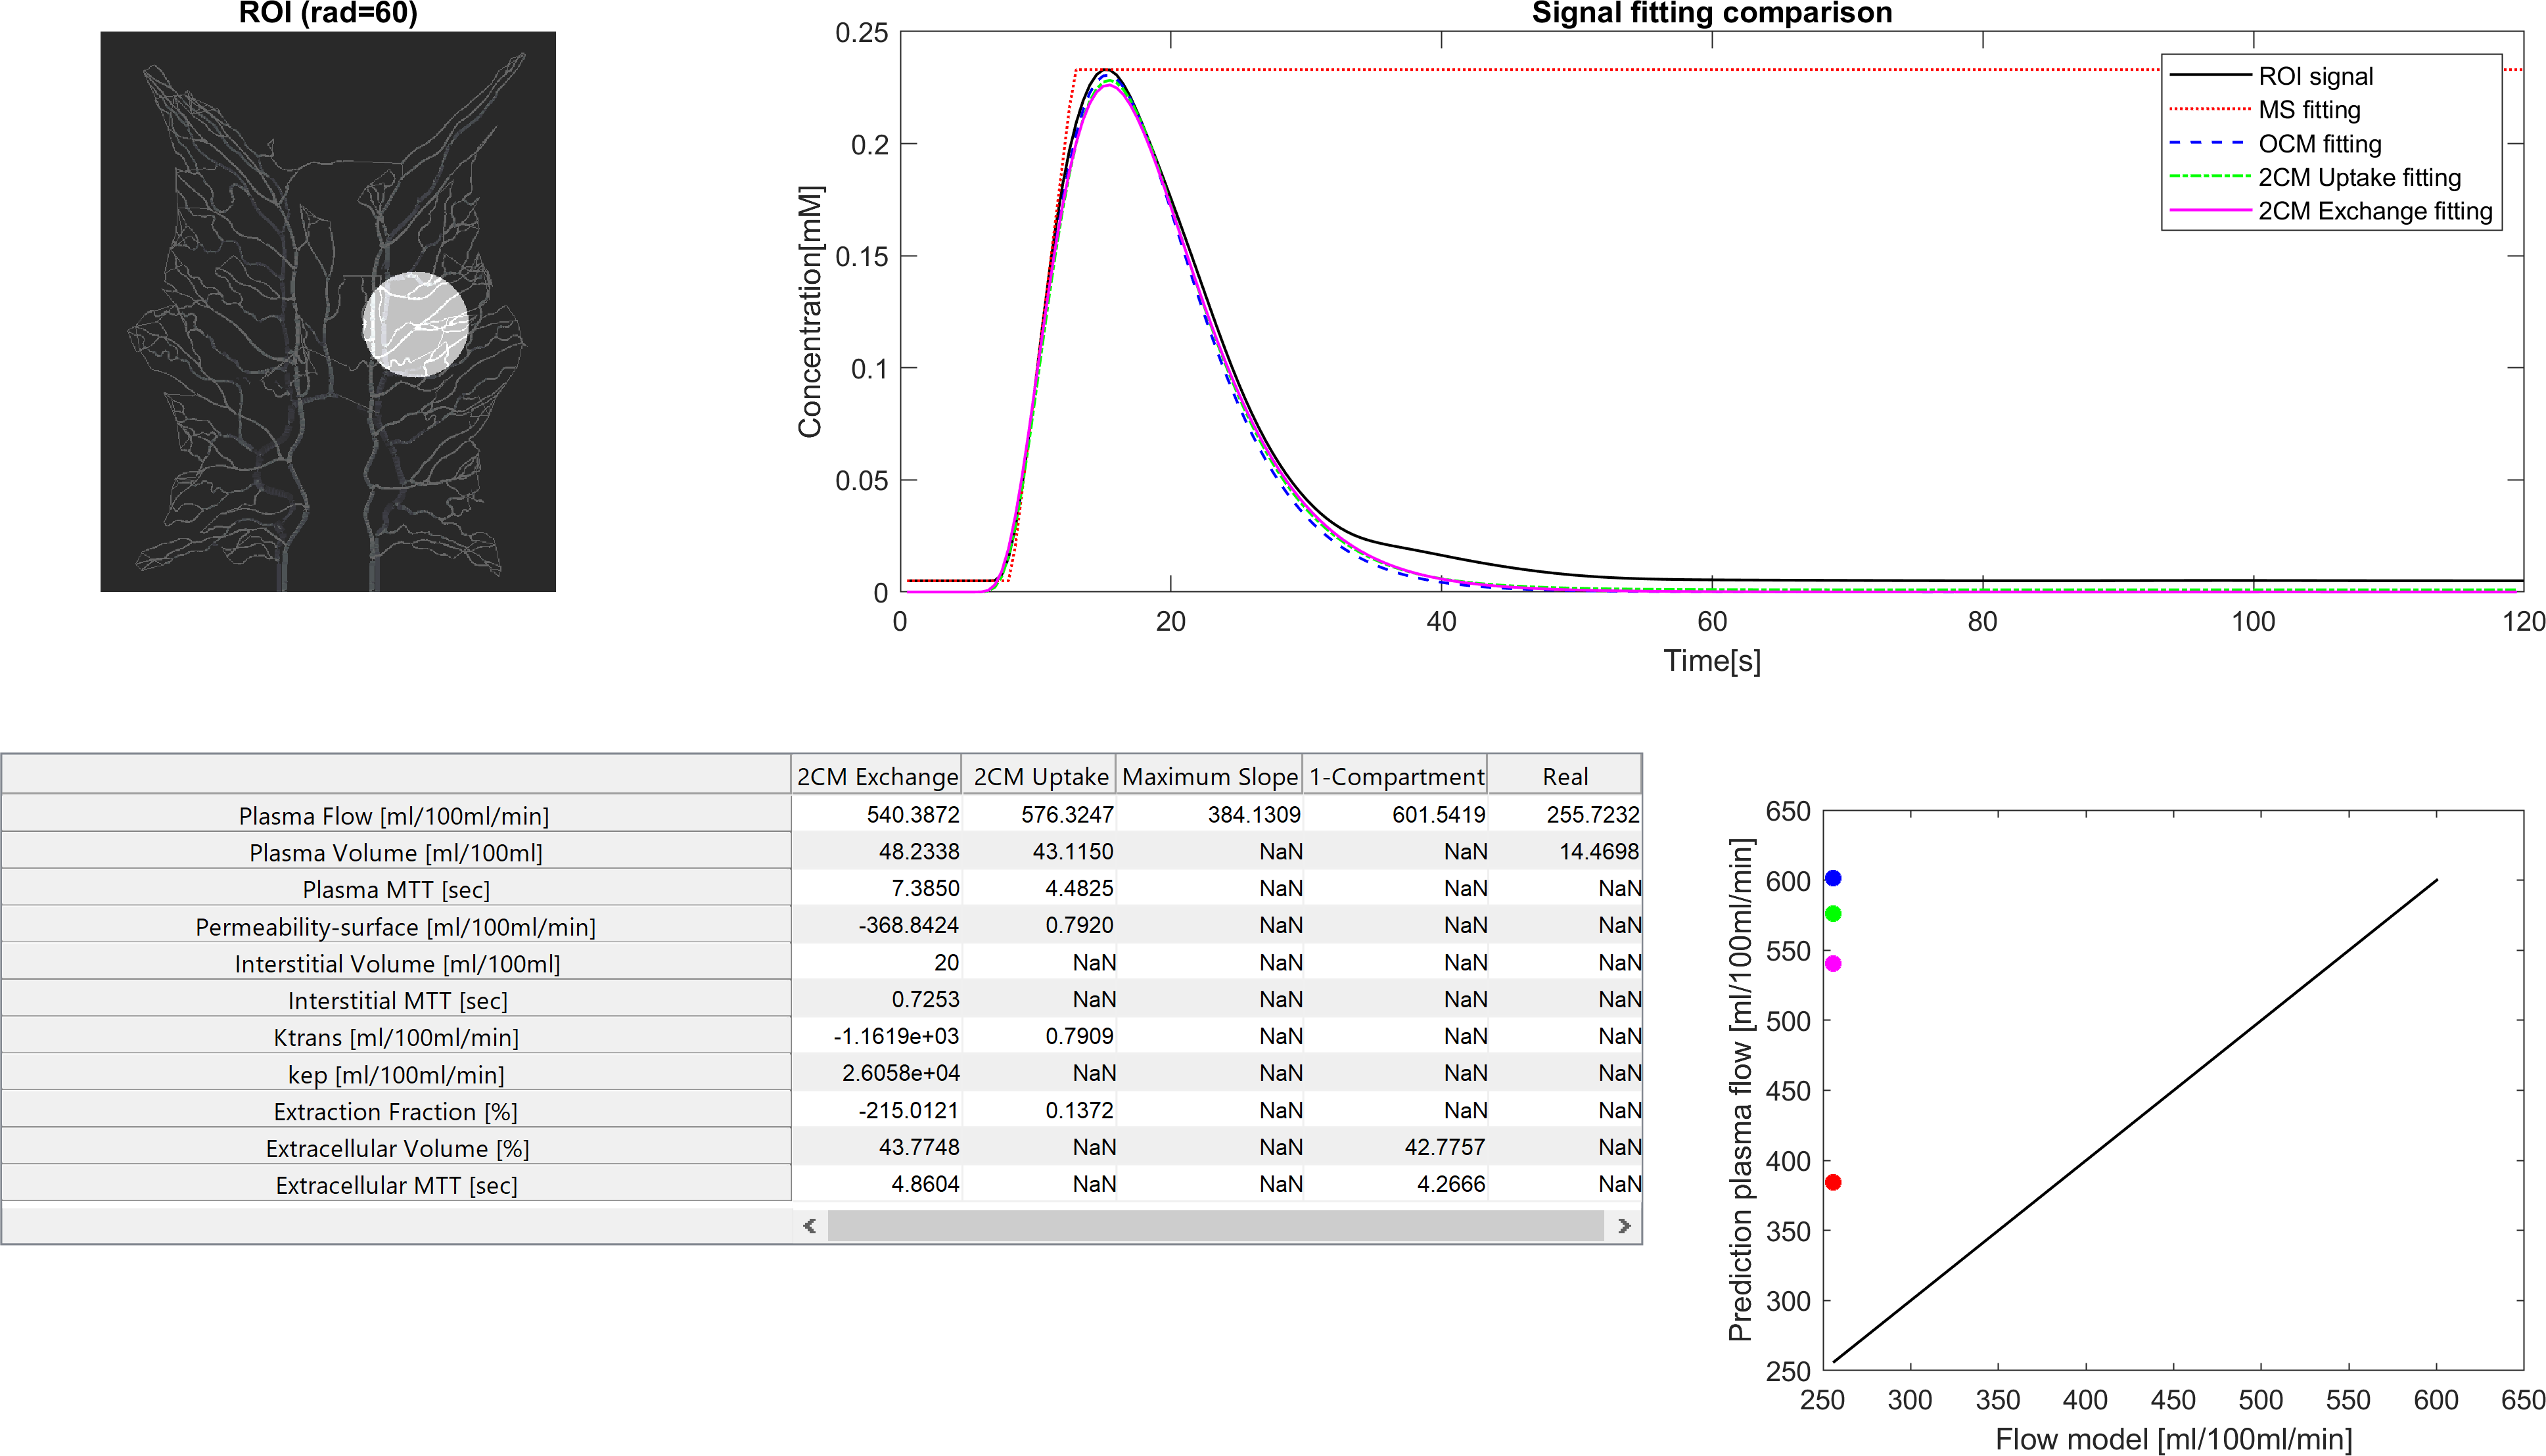 ROI (rad=60)
Signal fitting comparison
0.25
0.2
0.15
0.1
0.05
0
Concentration[mM]
ROI signal
MS fitting
OCM fitting
2CM Uptake fitting
2CM Exchange fitting
0 20 40 60 80 100 120
Time[s]
2CM Exchange 2CM Uptake Maximum Slope 1-Compartment Real
Plasma Flow [ml/100ml/min] 540.3872 576.3247 384.1309 601.5419 255.7232
Plasma Volume [ml/100ml] 48.2338 43.1150 NaN NaN 14.4698
Plasma MTT [sec] 7.3850 4.4825 NaN NaN NaN
Permeability-surface [ml/100ml/min] -368.8424 0.7920 NaN NaN NaN
Interstitial Volume [ml/100ml] 20 NaN NaN NaN NaN
Interstitial MTT [sec] 0.7253 NaN NaN NaN NaN
Ktrans [ml/100ml/min] -1.1619e+03 0.7909 NaN NaN NaN
kep [ml/100ml/min] 2.6058e+04 NaN NaN NaN NaN
Extraction Fraction [%] -215.0121 0.1372 NaN NaN NaN
Extracellular Volume [%] 43.7748 NaN NaN 42.7757 NaN
Extracellular MTT [sec] 4.8604 NaN NaN 4.2666 NaN
650
600
550
500
450
400
350
300
250
Prediction plasma flow [ml/100ml/min]
250 300 350 400 450 500 550 600 650
Flow model [ml/100ml/min]